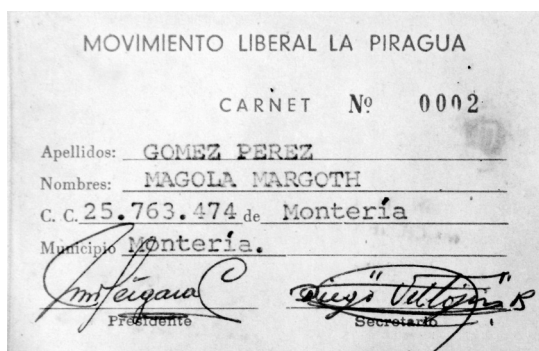 MOVIMIENTO LIBERAL LA PIRAGUA
CARNET Nº 0002
Apellidos: GOMEZ PEREZ
Nombres: MAGOLA MARGOTH
C. C. 25.763.474 de Montería
Municipio Montería.
Presidente Secretario